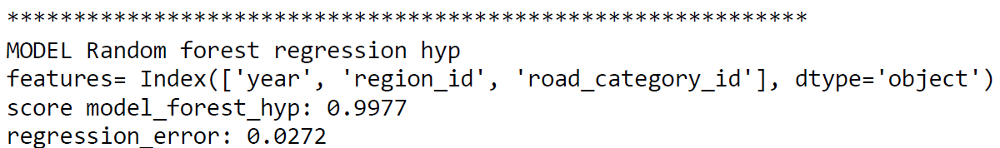 ************************************************************
MODEL Random forest regression hyp
features= Index(['year', 'region_id', 'road_category_id'], dtype='object')
score model_forest_hyp: 0.9977
regression_error: 0.0272